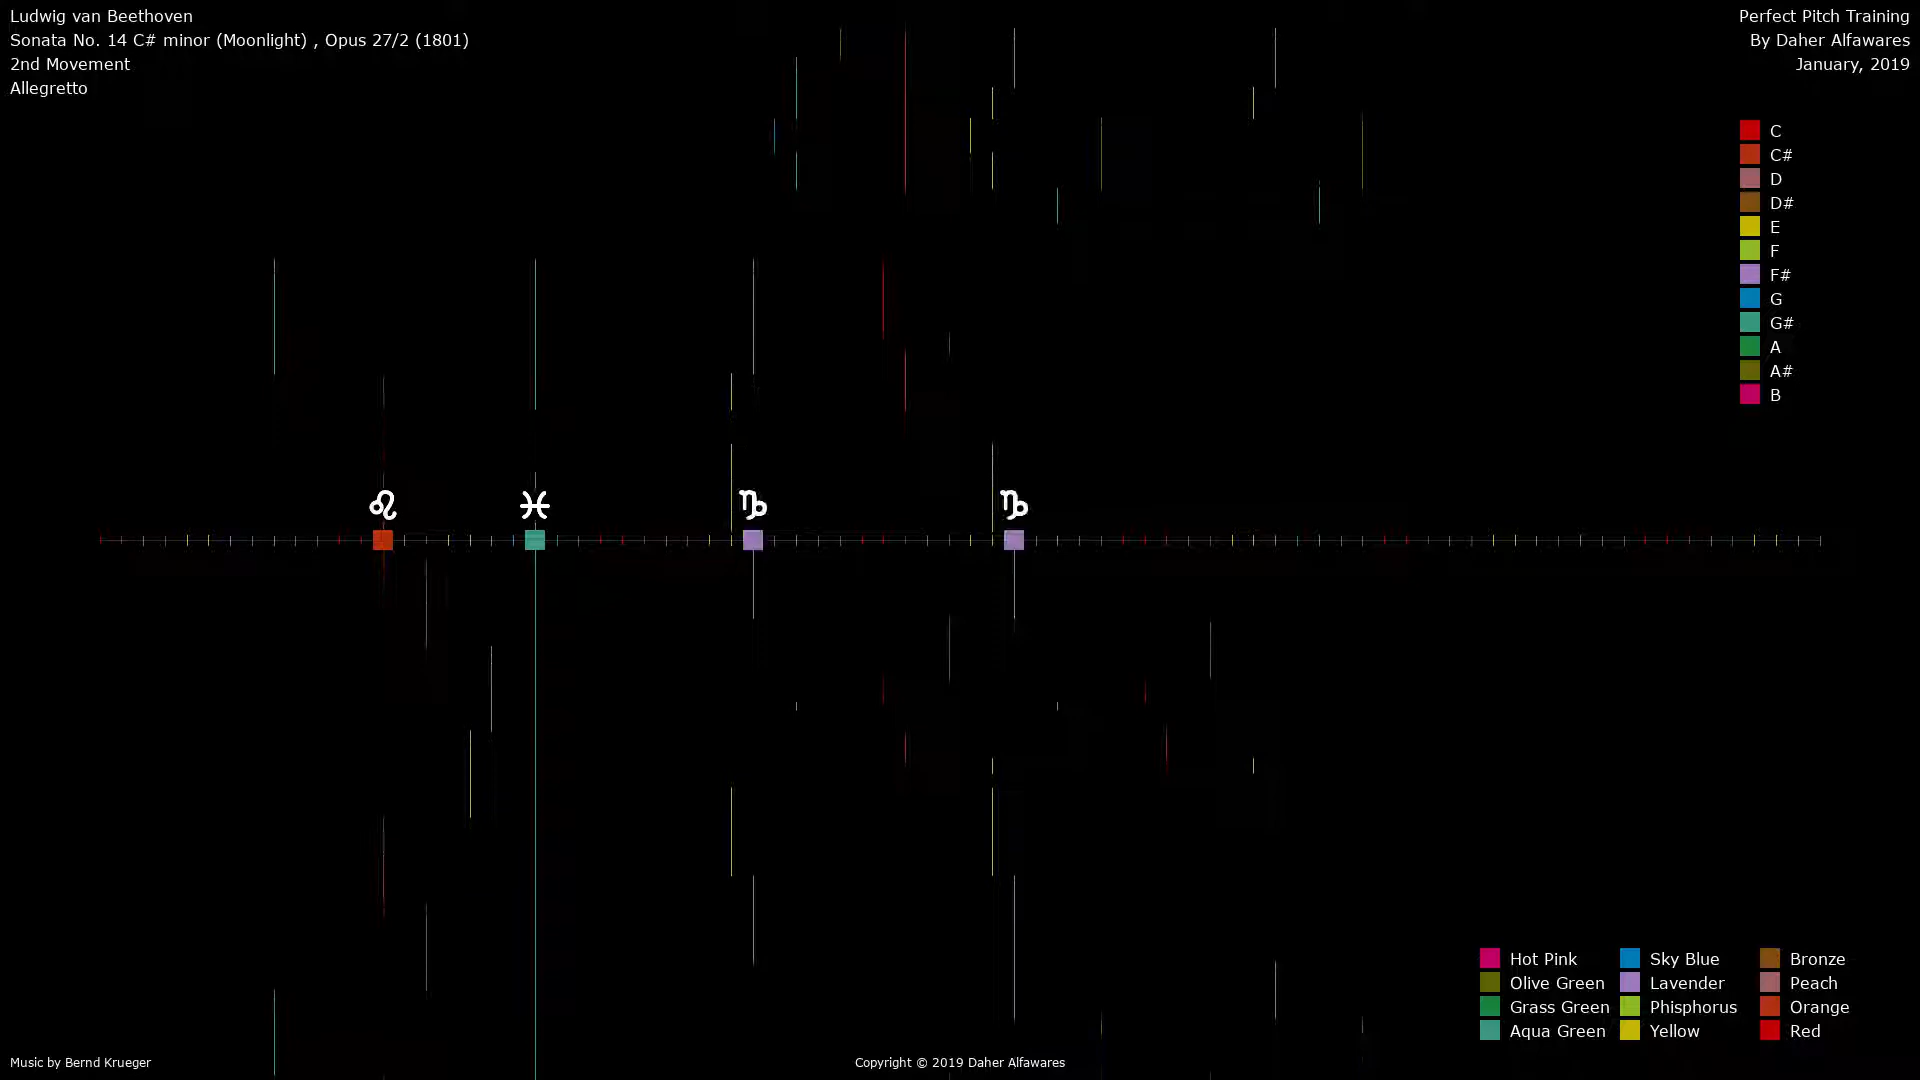 Ludwig van Beethoven
Sonata No. 14 C# minor (Moonlight) , Opus 27/2 (1801)
2nd Movement
Allegretto
Perfect Pitch Training
By Daher Alfawares
January, 2019
C
C#
D
D#
E
F
F#
G
G#
A
A#
B
♌ ♓ ♑ ♑
Hot Pink Sky Blue Bronze
Olive Green Lavender Peach
Grass Green Phisphorus Orange
Aqua Green Yellow Red
Music by Bernd Krueger
Copyright © 2019 Daher Alfawares